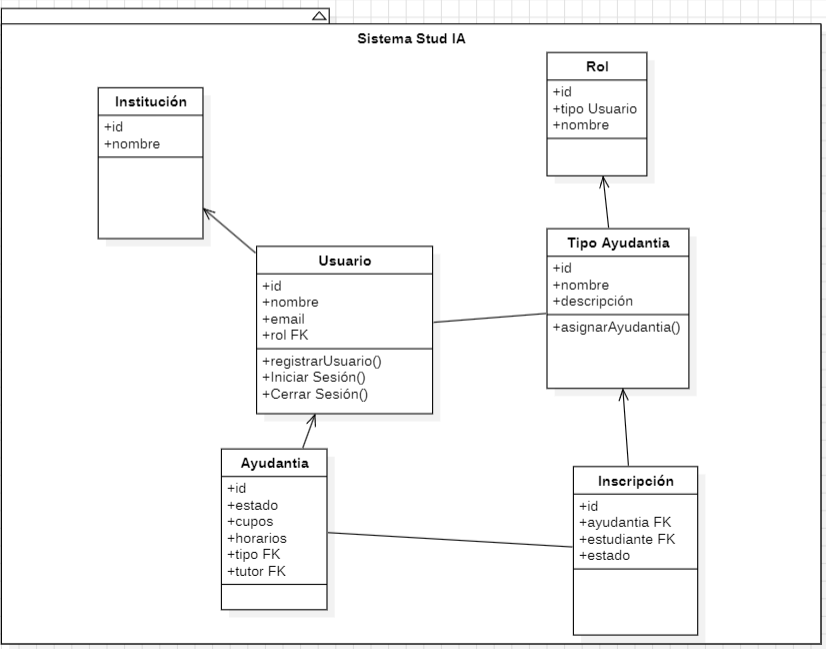 Sistema Stud IA
Rol
+id
+tipo Usuario
+nombre
Institución
+id
+nombre
Tipo Ayudantia
+id
+nombre
+descripción
+asignarAyudantia()
Usuario
+id
+nombre
+email
+rol FK
+registrarUsuario()
+Iniciar Sesión()
+Cerrar Sesión()
Ayudantia
+id
+estado
+cupos
+horarios
+tipo FK
+tutor FK
Inscripción
+id
+ayudantia FK
+estudiante FK
+estado